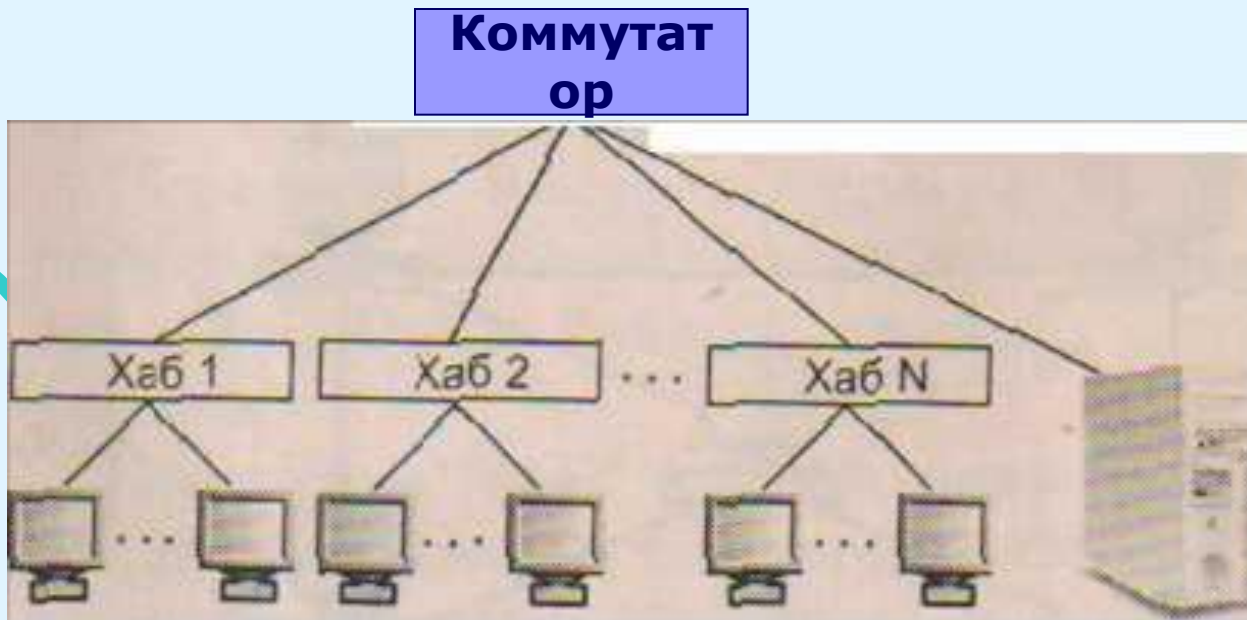 Коммутат
ор
Хаб 1
Хаб 2
. . .
Хаб N
. . .
. . .
. . .